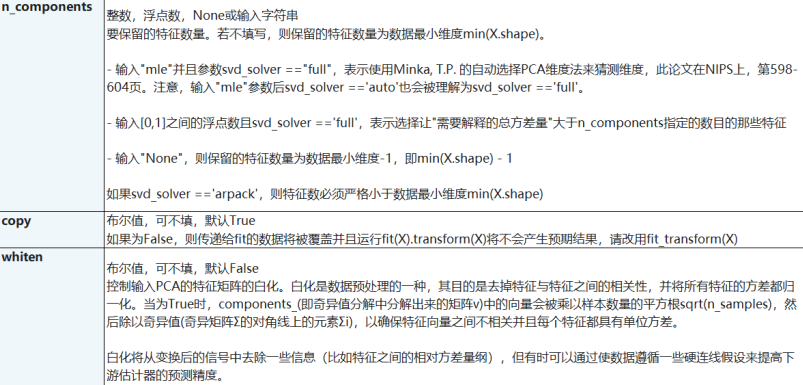 n_components
整数，浮点数，None或输入字符串
要保留的特征数量。若不填写，则保留的特征数量为数据最小维度min(X.shape)。
- 输入"mle"并且参数svd_solver =="full"，表示使用Minka, T.P. 的自动选择PCA维度法来猜测维度，此论文在NIPS上，第598-
604页。注意，输入"mle"参数后svd_solver =='auto'也会被理解为svd_solver =='full'。
- 输入[0,1]之间的浮点数且svd_solver =='full'，表示选择让"需要解释的总方差量"大于n_components指定的数目的那些特征
- 输入"None"，则保留的特征数量为数据最小维度-1，即min(X.shape) - 1
如果svd_solver =='arpack'，则特征数必须严格小于数据最小维度min(X.shape)
copy
布尔值，可不填，默认True
如果为False，则传递给fit的数据将被覆盖并且运行fit(X).transform(X)将不会产生预期结果，请改用fit_transform(X)
whiten
布尔值，可不填，默认False
控制输入PCA的特征矩阵的白化。白化是数据预处理的一种，其目的是去掉特征与特征之间的相关性，并将所有特征的方差都归
一化。当为True时，components_(即奇异值分解中分解出来的矩阵v)中的向量会被乘以样本数量的平方根sqrt(n_samples)，然
后除以奇异值(奇异矩阵Σ的对角线上的元素Σi)，以确保特征向量之间不相关并且每个特征都具有单位方差。
白化将从变换后的信号中去除一些信息（比如特征之间的相对方差量纲），但有时可以通过使数据遵循一些硬连线假设来提高下
游估计器的预测精度。